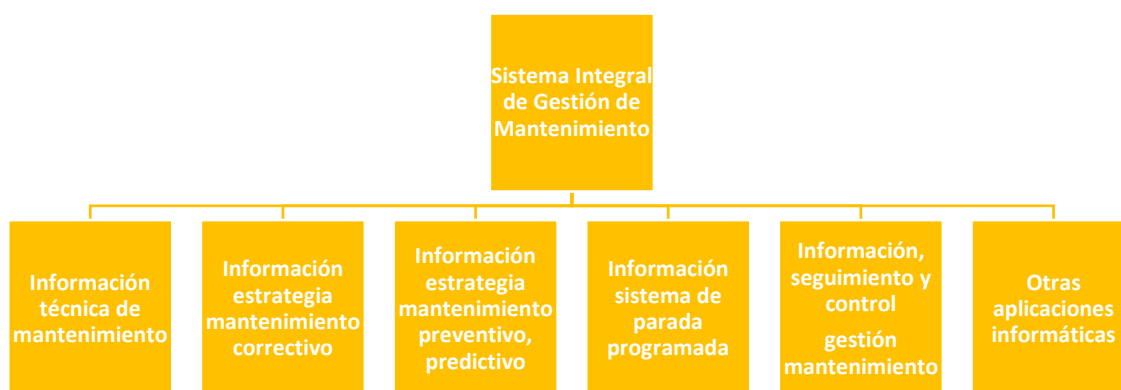 Sistema Integral
de Gestión de
Mantenimiento
Información
técnica de
mantenimiento
Información
estrategia
mantenimiento
correctivo
Información
estrategia
mantenimiento
preventivo,
predictivo
Información
sistema de
parada
programada
Información,
seguimiento y
control
gestión
mantenimiento
Otras
aplicaciones
informáticas